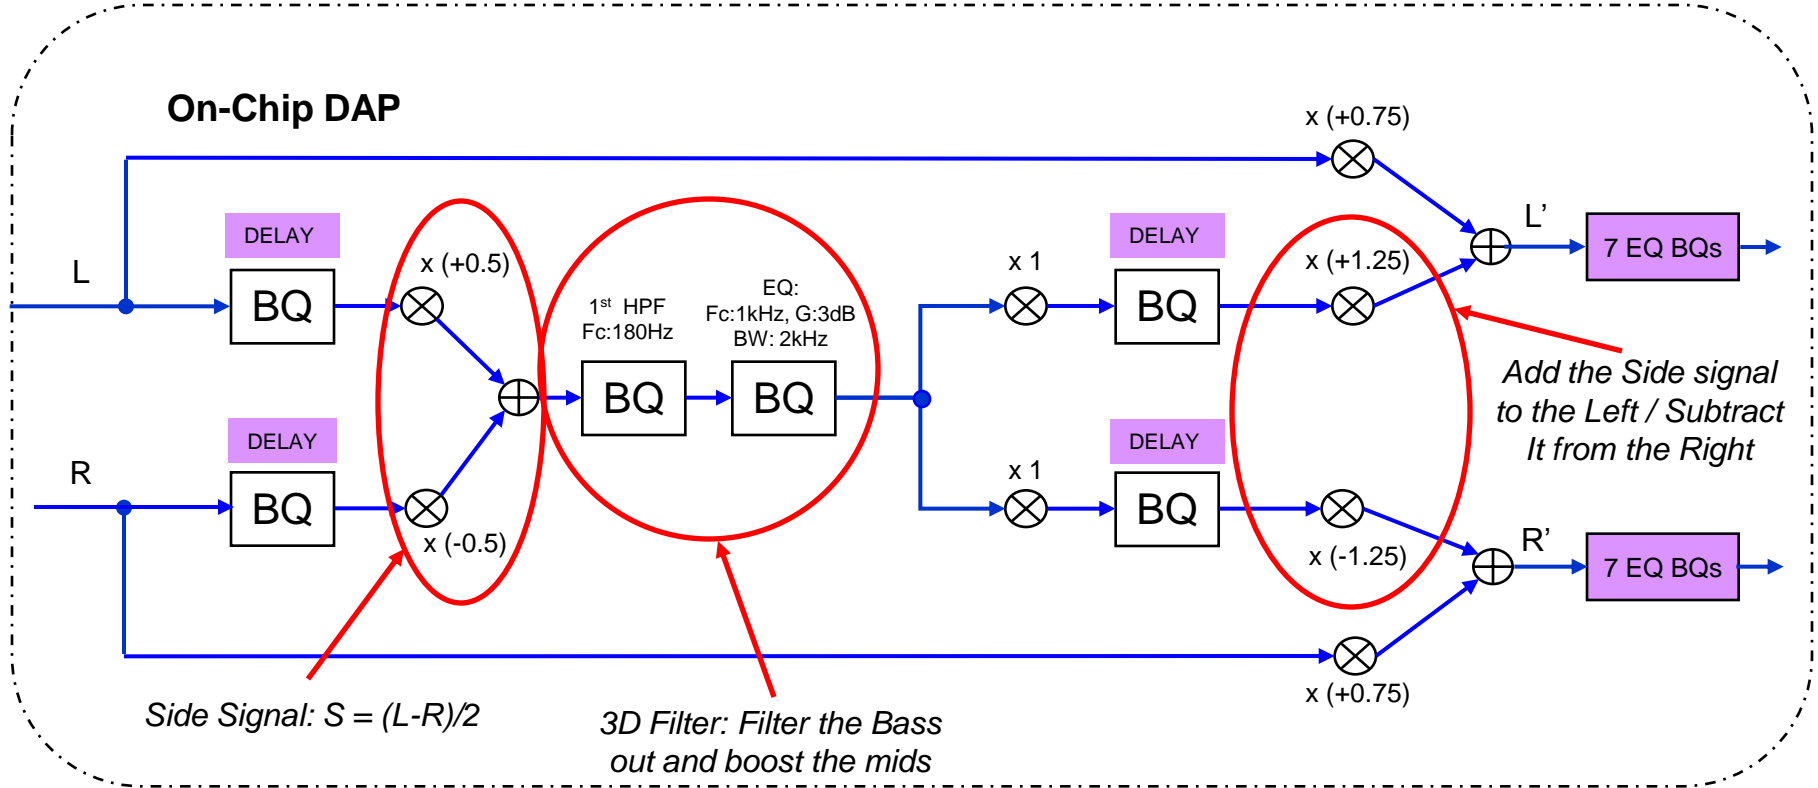 On-Chip DAP
x (+0.75)
DELAY
DELAY
L'
7 EQ BQs
L
x (+0.5)
x 1
x (+1.25)
BQ
1st HPF
Fc:180Hz
EQ:
Fc:1kHz, G:3dB
BW: 2kHz
BQ
BQ
BQ
Add the Side signal
to the Left / Subtract
It from the Right
DELAY
DELAY
R
x 1
BQ
BQ
x (-0.5)
x (-1.25)
R'
7 EQ BQs
x (+0.75)
Side Signal: S = (L-R)/2
3D Filter: Filter the Bass
out and boost the mids